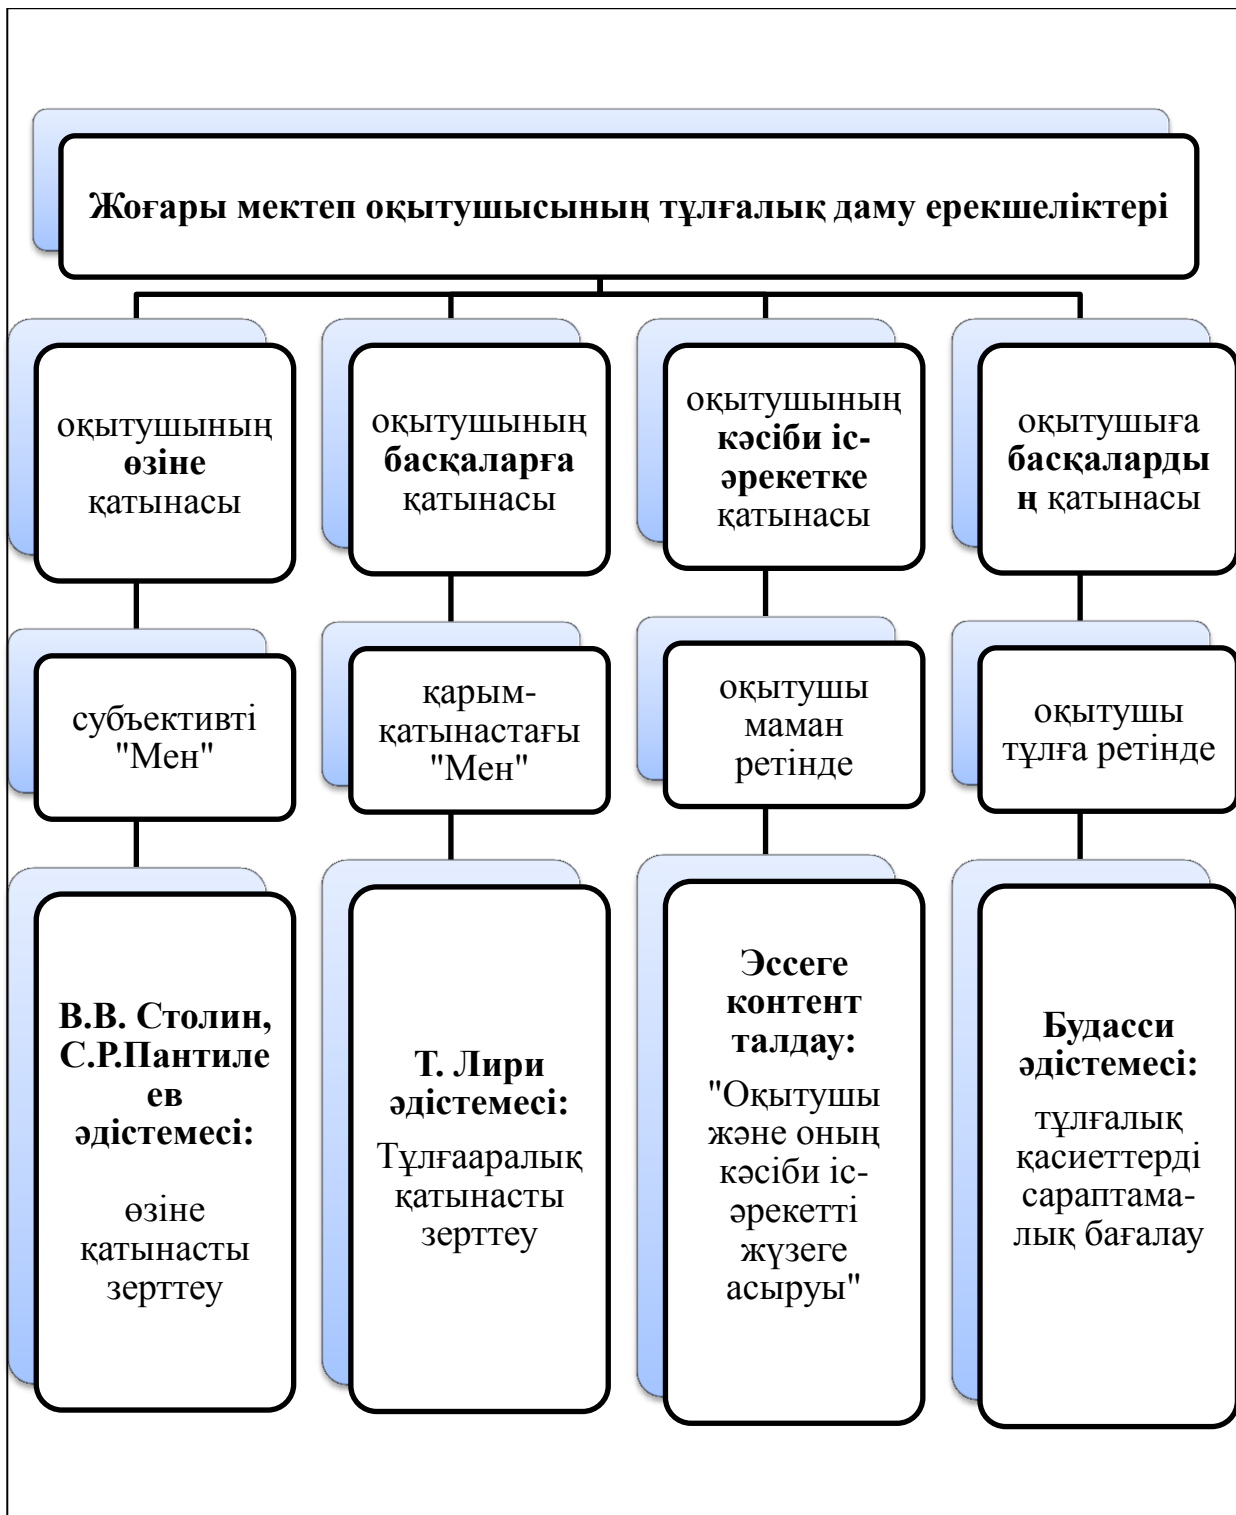 Жоғары мектеп оқытушысының тұлғалық даму ерекшеліктері
оқытушының
өзіне
қатынасы
оқытушының
басқаларға
қатынасы
оқытушының
кәсіби іс-
әрекетке
қатынасы
оқытушыға
басқаларды
ң қатынасы
субъективті
"Мен"
қарым-
қатынастағы
"Мен"
оқытушы
маман
ретінде
оқытушы
тұлға ретінде
В.В. Столин,
С.Р.Пантиле
ев
әдістемесі:
өзіне
қатынасты
зерттеу
Т. Лири
әдістемесі:
Тұлғааралық
қатынасты
зерттеу
Эссеге
контент
талдау:
"Оқытушы
және оның
кәсіби іс-
әрекетті
жүзеге
асыруы"
Будасси
әдістемесі:
тұлғалық
қасиеттерді
сараптама-
лық бағалау